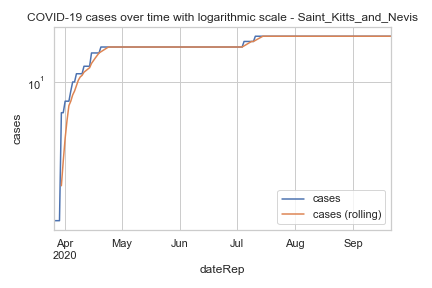 COVID-19 cases over time with logarithmic scale - Saint_Kitts_and_Nevis
10¹
cases
cases
cases (rolling)
Apr May Jun Jul Aug Sep
2020
dateRep